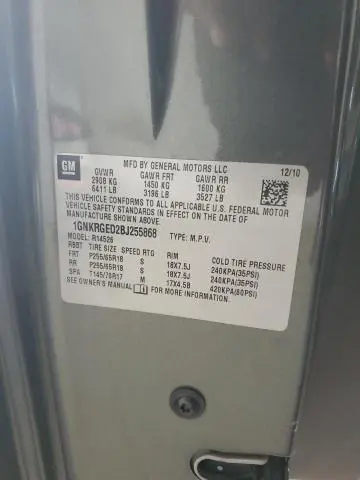 GM
MFD BY GENERAL MOTORS LLC 12/10
GVWR GAWR FRT GAWR RR
2908 KG 1450 KG 1600 KG
6411 LB 3196 LB 3527 LB
THIS VEHICLE CONFORMS TO ALL APPLICABLE U.S. FEDERAL MOTOR
VEHICLE SAFETY STANDARDS IN EFFECT ON THE DATE OF
MANUFACTURE SHOWN ABOVE.
1GNKRGED2BJ255868 TYPE: M.P.V.
R14526
RBBT TIRE SIZE SPEED RTG RIM COLD TIRE PRESSURE
FRT P255/65R18 S 18X7.5J 240KPA(35PSI)
RR P255/65R18 S 18X7.5J 240KPA(35PSI)
SPA T145/70R17 M 17X4.5B 420KPA(60PSI)
SEE OWNER'S MANUAL FOR MORE INFORMATION.